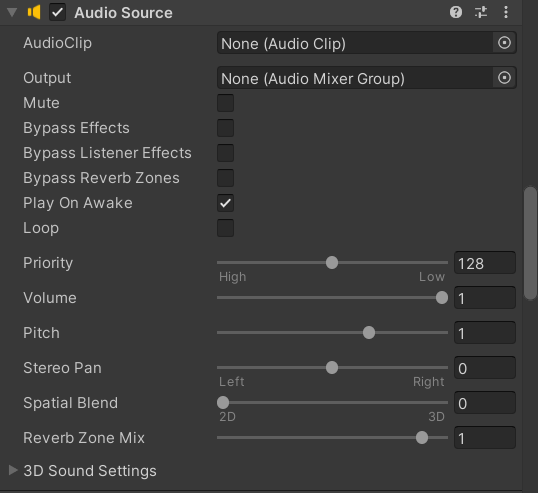 Audio Source
AudioClip None (Audio Clip)
Output None (Audio Mixer Group)
Mute
Bypass Effects
Bypass Listener Effects
Bypass Reverb Zones
Play On Awake
Loop
Priority 128
High Low
Volume 1
Pitch 1
Stereo Pan 0
Left Right
Spatial Blend 0
2D 3D
Reverb Zone Mix 1
3D Sound Settings